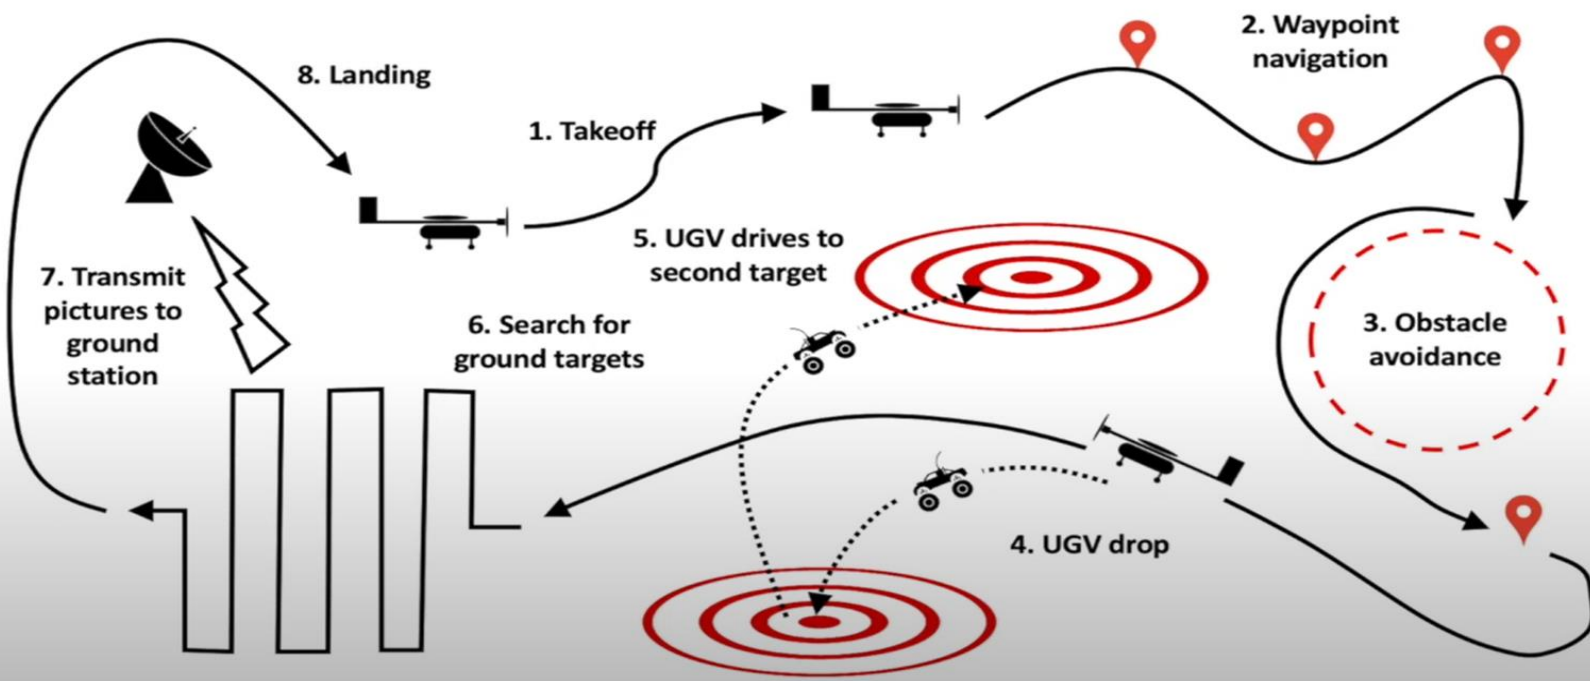 1. Takeoff
2. Waypoint
navigation
3. Obstacle
avoidance
4. UGV drop
5. UGV drives to
second target
6. Search for
ground targets
7. Transmit
pictures to
ground
station
8. Landing